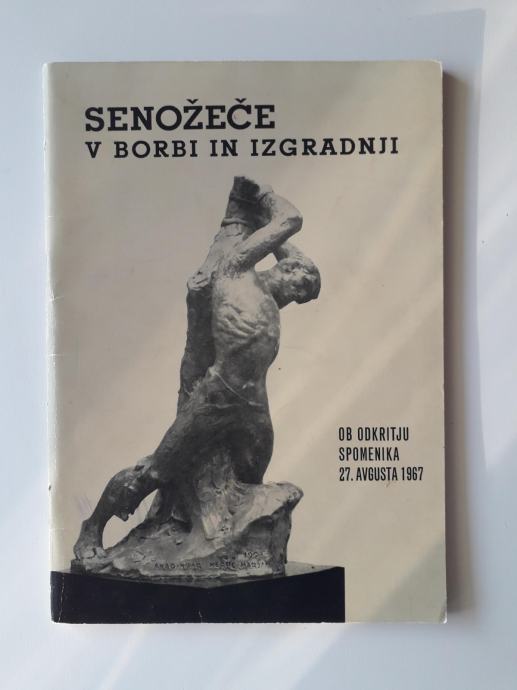 SENOŽEČE
V BORBI IN IZGRADNJI
OB ODKRITJU
SPOMENIKA
27. AVGUSTA 1967